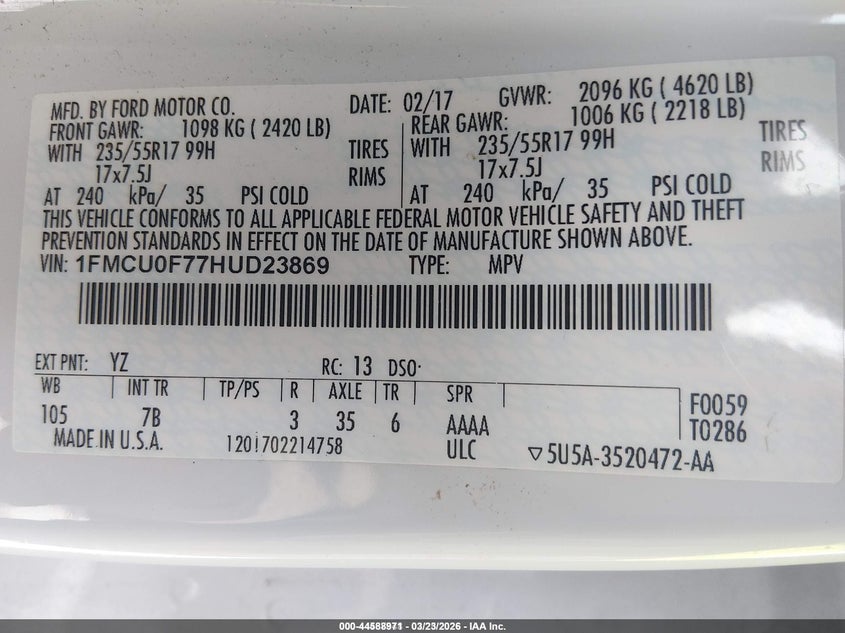 MFD. BY FORD MOTOR CO. DATE: 02/17 GVWR: 2096 KG ( 4620 LB)
FRONT GAWR: 1098 KG ( 2420 LB) REAR GAWR: 1006 KG ( 2218 LB)
WITH 235/55R17 99H TIRES WITH 235/55R17 99H TIRES
17x7.5J RIMS 17x7.5J RIMS
AT 240 kPa/ 35 PSI COLD AT 240 kPa/ 35 PSI COLD
THIS VEHICLE CONFORMS TO ALL APPLICABLE FEDERAL MOTOR VEHICLE SAFETY AND THEFT
PREVENTION STANDARDS IN EFFECT ON THE DATE OF MANUFACTURE SHOWN ABOVE.
VIN: 1FMCU0F77HUD23869 TYPE: MPV
EXT PNT: YZ RC: 13 DSO:
WB INT TR TP/PS R AXLE TR SPR
105 7B 3 35 6 AAAA
F0059
T0286
MADE IN U.S.A. 1201702214758 ULC ▽5U5A-3520472-AA
000-44588971 - 03/23/2026 - IAA Inc.